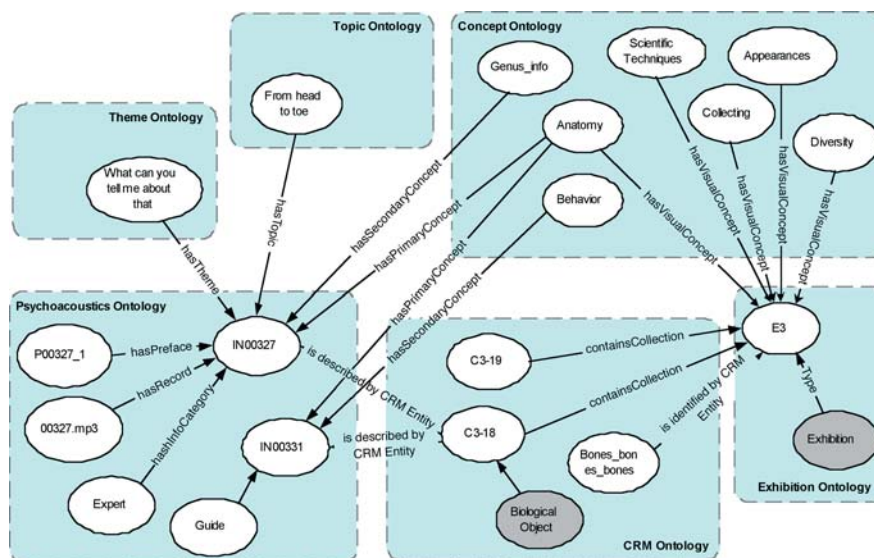 Topic Ontology
From head
to toe
Theme Ontology
What can you
tell me about
that
Concept Ontology
Genus_info
Scientific
Techniques
Appearances
Collecting
Anatomy
Diversity
Behavior
hasTheme
hasTopic
hasSecondaryConcept
hasPrimaryConcept
hasPrimaryConcept
hasSecondaryConcept
hasVisualConcept
hasVisualConcept
hasVisualConcept
hasVisualConcept
hasVisualConcept
Psychoacoustics Ontology
P00327_1
hasPreface
IN00327
hasRecord
00327.mp3
hashInfoCategory
Expert
Guide
IN00331
is described by CRM Entity
is described by
CRM Entity
C3-19
containsCollection
C3-18
containsCollection
is identified by CRM
Entity
Bones_bon
es_bones
Biological
Object
CRM Ontology
E3
Type
Exhibition
Exhibition Ontology